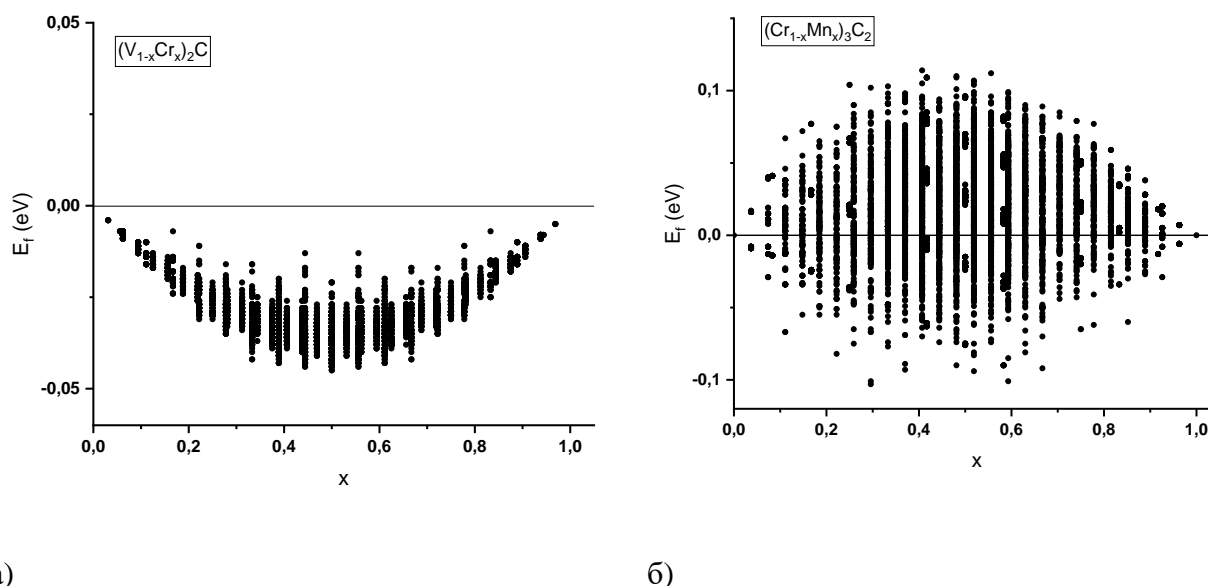 0,05
(V1-xCrx)2C
0,00
-0,05
Ef (eV)
0,0 0,2 0,4 0,6 0,8 1,0
x
а)
(Cr1-xMnx)3C2
0,1
0,0
-0,1
Ef (eV)
0,0 0,2 0,4 0,6 0,8 1,0
x
б)